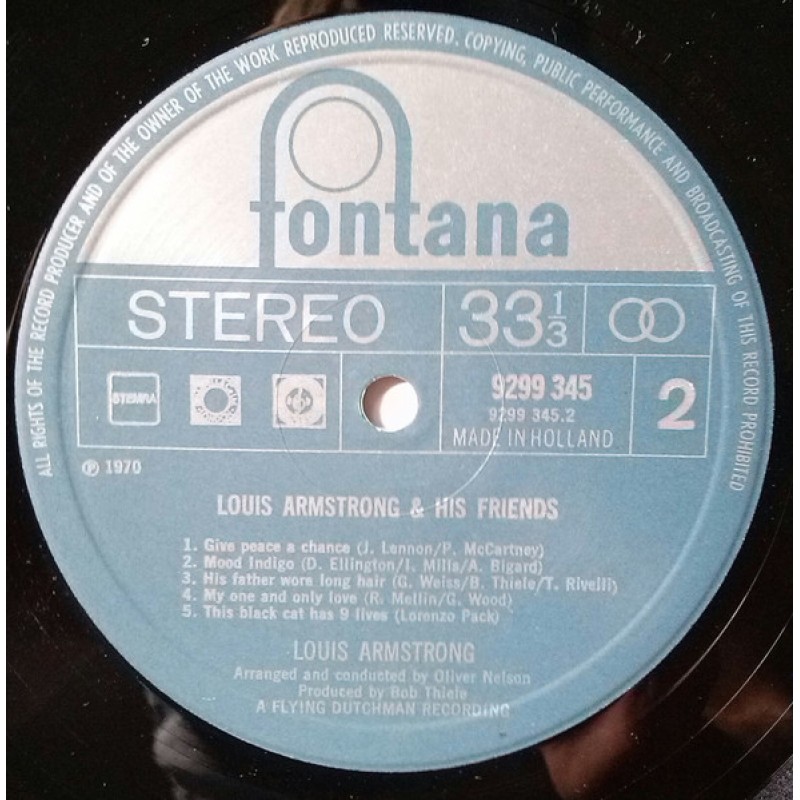 ALL RIGHTS OF THE RECORD PRODUCER AND OF THE OWNER OF THE WORK REPRODUCED RESERVED. COPYING, PUBLIC PERFORMANCE AND BROADCASTING OF THIS RECORD PROHIBITED
fontana
STEREO 33 1/3
STEMRA 9299 345 2
9299 345.2
MADE IN HOLLAND
℗ 1970
LOUIS ARMSTRONG & HIS FRIENDS
1. Give peace a chance (J. Lennon/P. McCartney)
2. Mood Indigo (D. Ellington/I. Mills/A. Bigard)
3. His father wore long hair (G. Weiss/B. Thiele/T. Rivelli)
4. My one and only love (R. Mellin/G. Wood)
5. This black cat has 9 lives (Lorenzo Pack)
LOUIS ARMSTRONG
Arranged and conducted by Oliver Nelson
Produced by Bob Thiele
A FLYING DUTCHMAN RECORDING